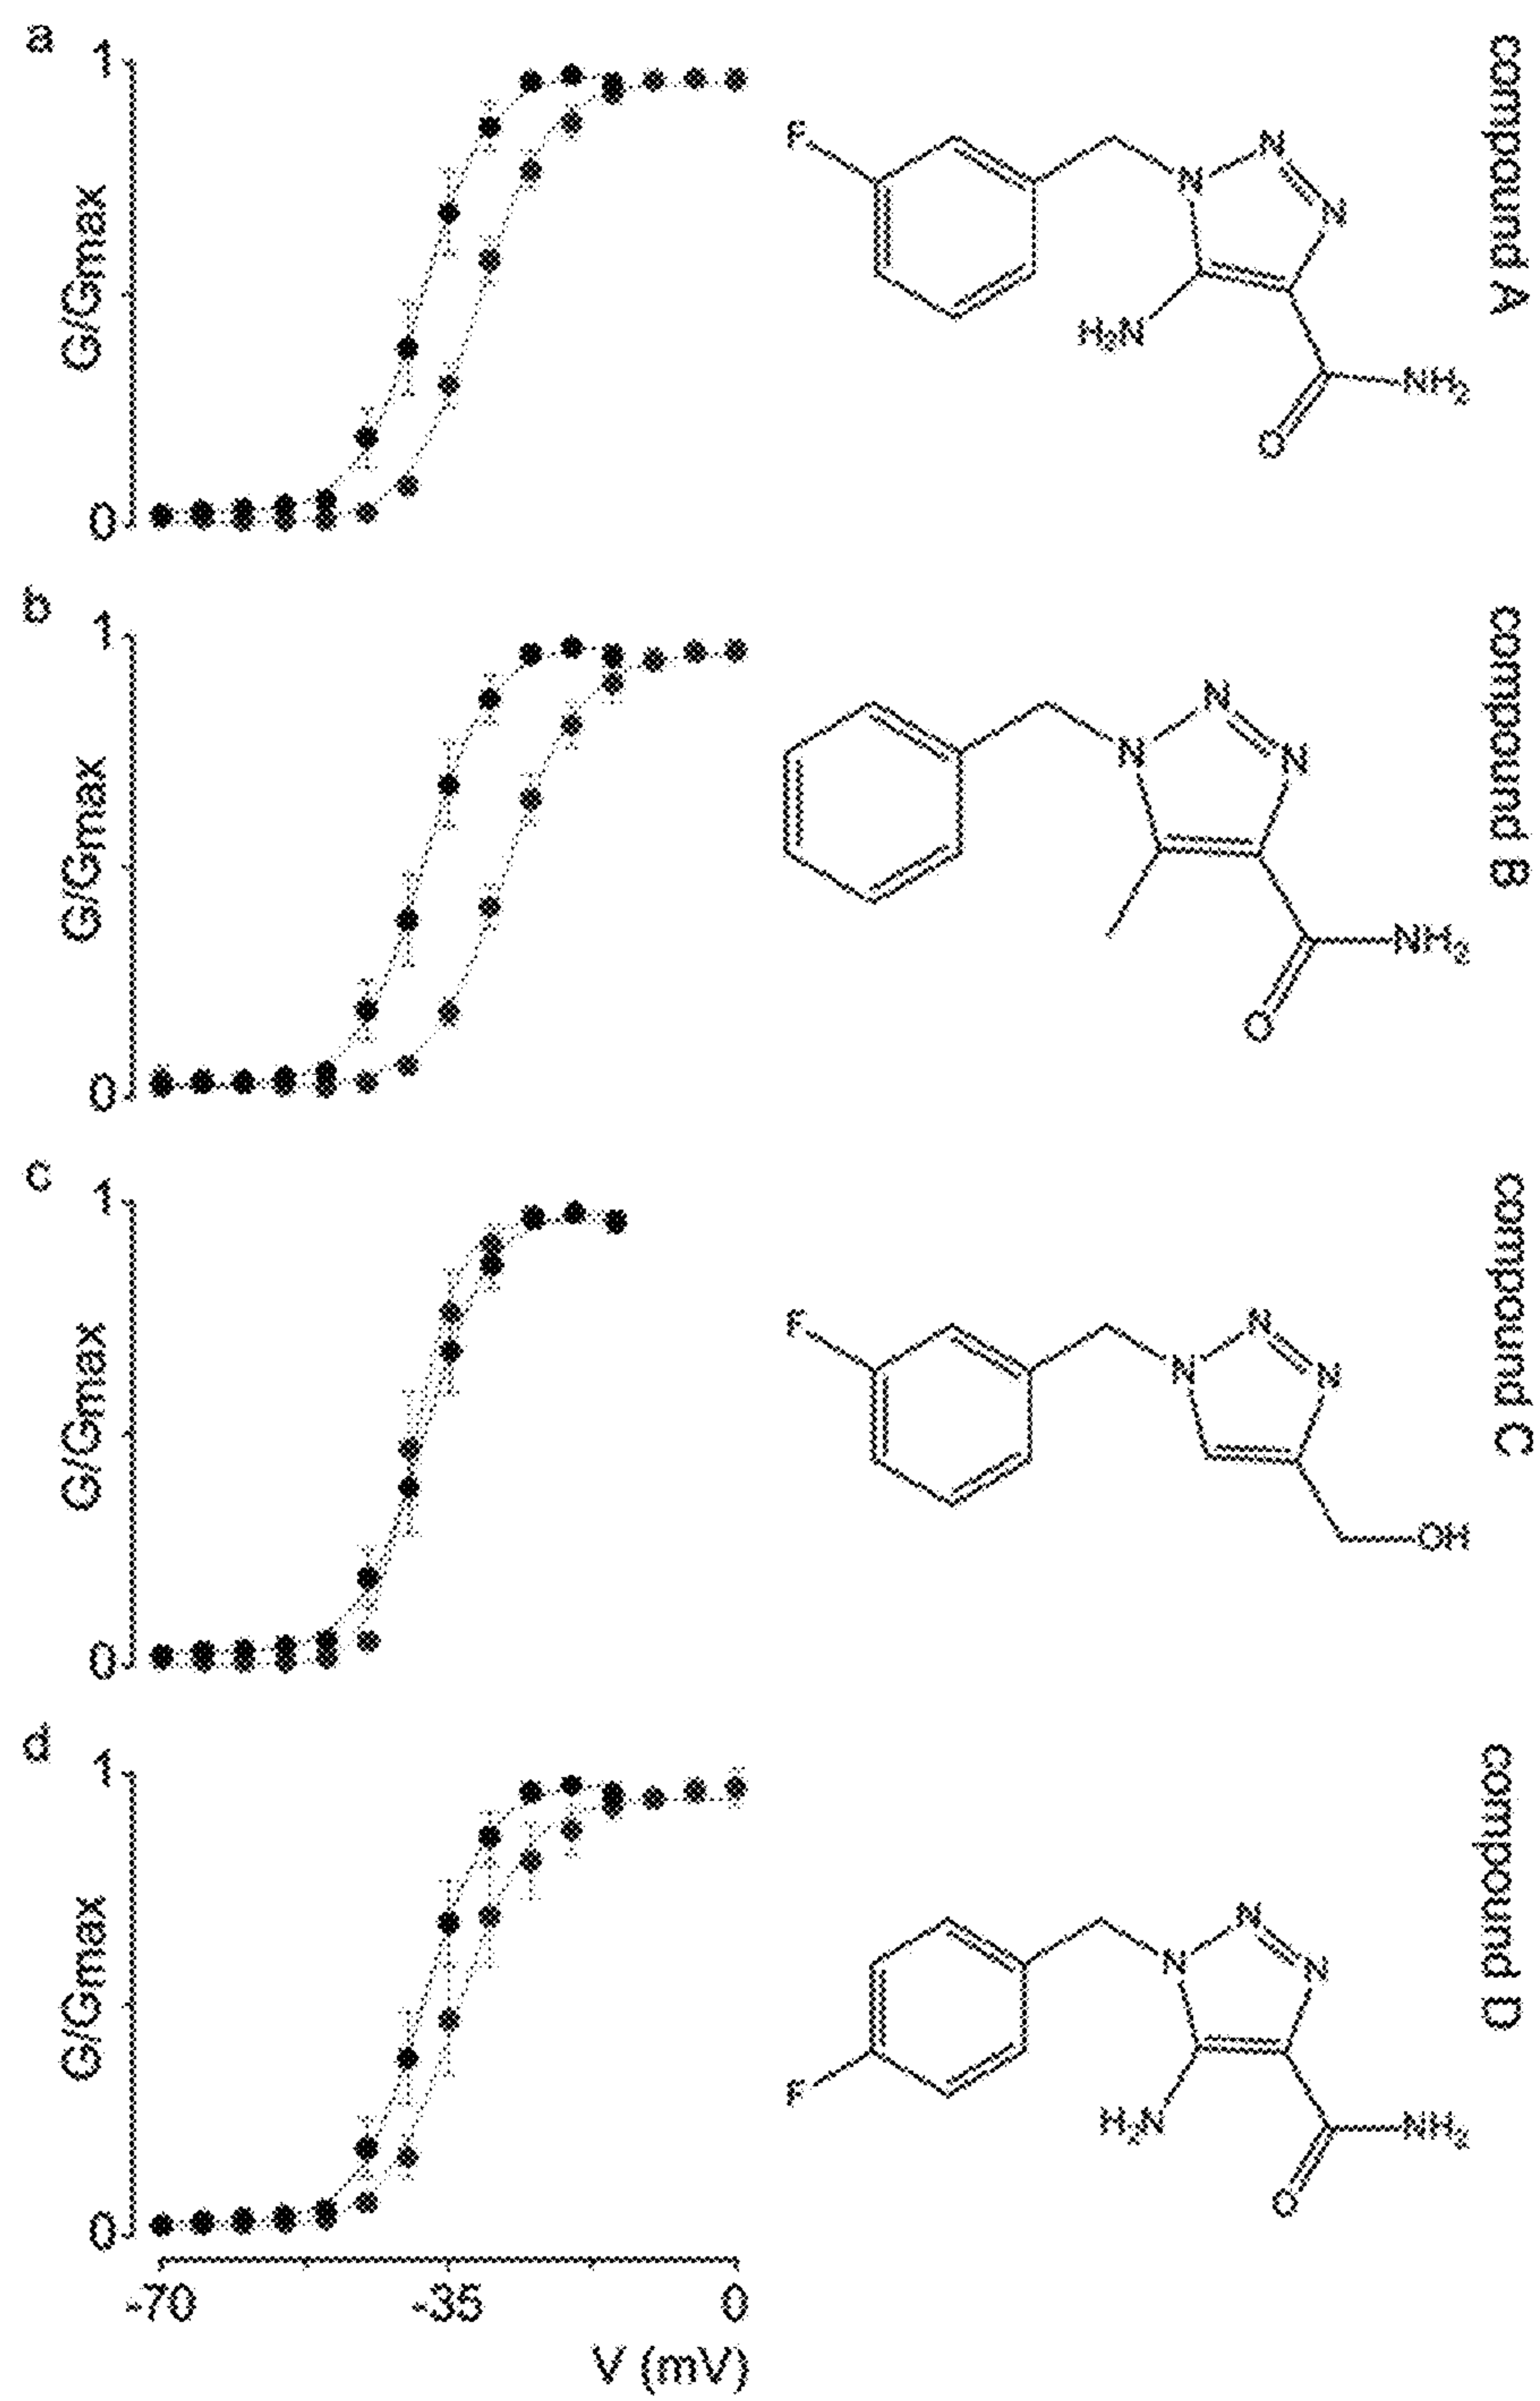 a
compound A
1
G/Gmax
0
F
N
N
N
H₂N
NH₂
O
b
compound B
1
G/Gmax
0
N
N
N
NH₂
O
c
compound C
1
G/Gmax
0
F
N
N
N
OH
d
compound D
1
G/Gmax
0
N
N
N
F
H₂N
NH₂
O
-70 -35 0
V (mV)